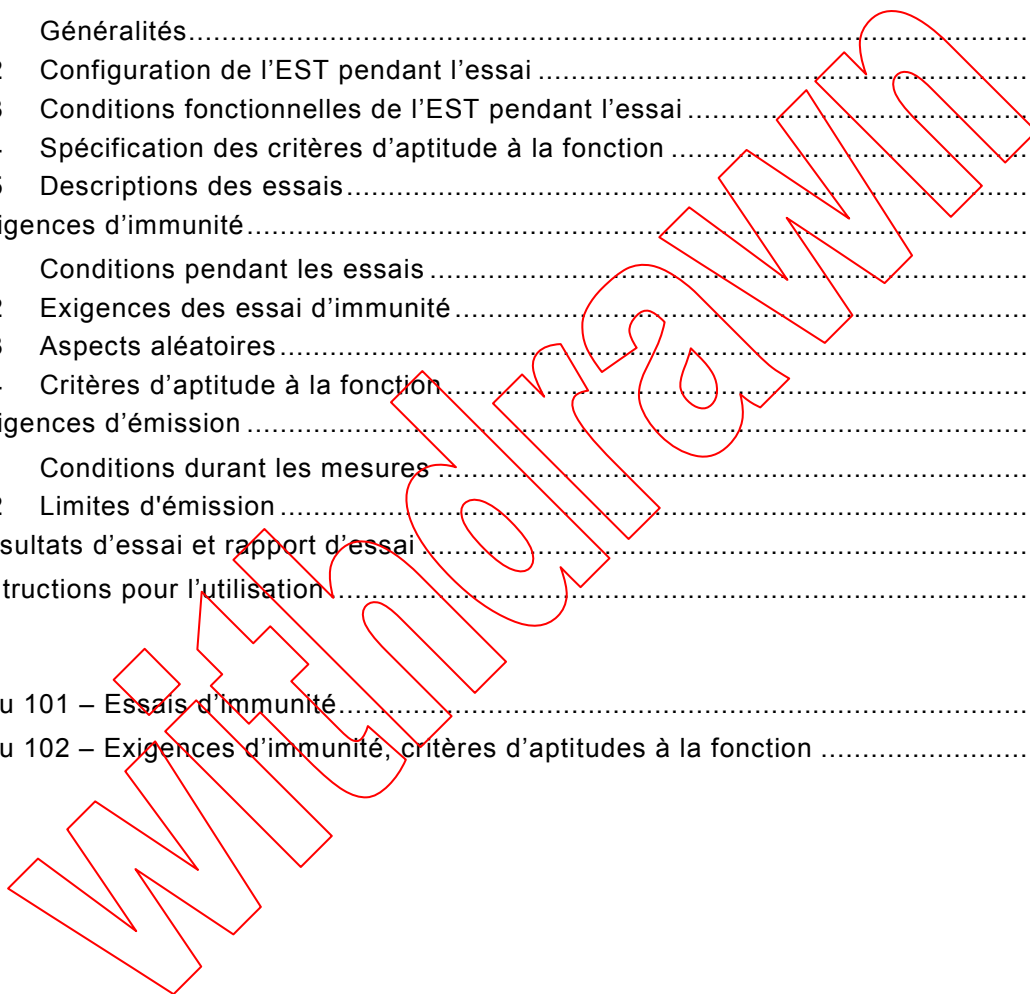 Généralités
2 Configuration de l’EST pendant l’essai
3 Conditions fonctionnelles de l’EST pendant l’essai
Spécification des critères d’aptitude à la fonction
5 Descriptions des essais
igences d’immunité
Conditions pendant les essais
2 Exigences des essai d’immunité
3 Aspects aléatoires
Critères d’aptitude à la fonction
igences d’émission
Conditions durant les mesures
2 Limites d'émission
sultats d’essai et rapport d’essai
tructions pour l’utilisation
u 101 – Essais d’immunité
u 102 – Exigences d’immunité, critères d’aptitudes à la fonction
withdrawn